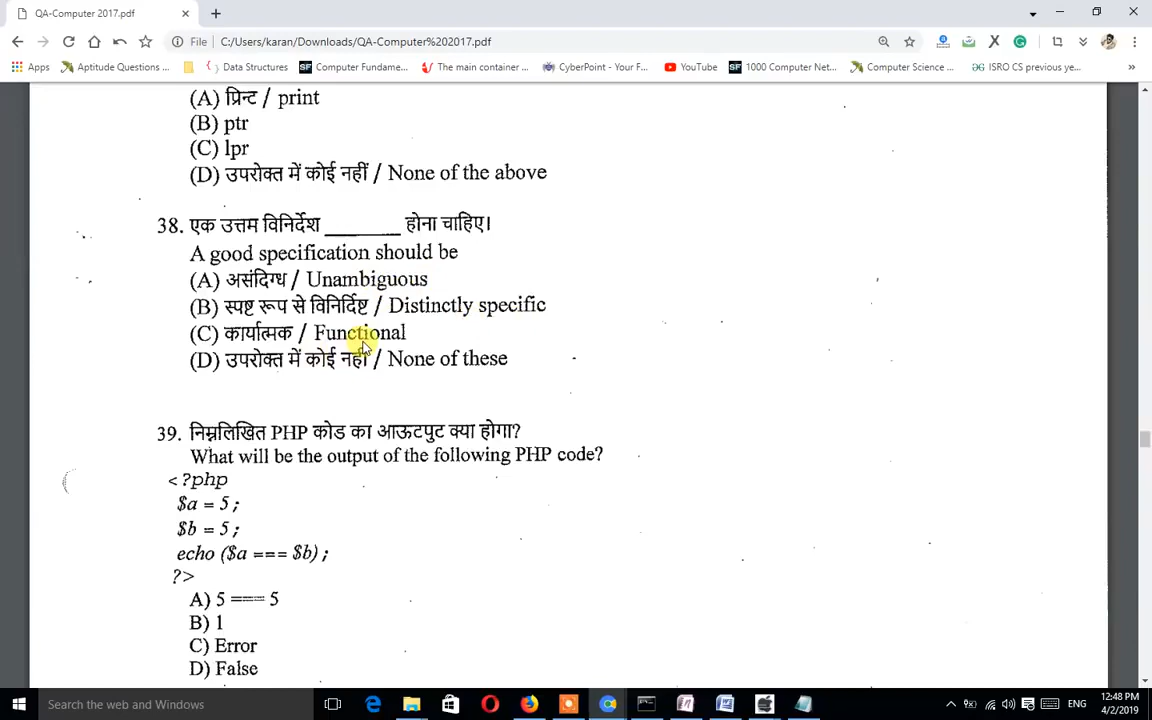 QA-Computer 2017.pdf
File C:/Users/karan/Downloads/QA-Computer%202017.pdf
Apps Aptitude Questions ... Data Structures Computer Fundame... The main container ... CyberPoint - Your F... YouTube 1000 Computer Net... Computer Science ... ISRO CS previous ye...
(A) प्रिन्ट / print
(B) ptr
(C) lpr
(D) उपरोक्त में कोई नहीं / None of the above
38. एक उत्तम विनिर्देश ________ होना चाहिए।
A good specification should be
(A) असंदिग्ध / Unambiguous
(B) स्पष्ट रूप से विनिर्दिष्ट / Distinctly specific
(C) कार्यात्मक / Functional
(D) उपरोक्त में कोई नहीं / None of these
39. निम्नलिखित PHP कोड का आऊटपुट क्या होगा?
What will be the output of the following PHP code?
<?php
$a = 5;
$b = 5;
echo ($a === $b);
?>
A) 5 === 5
B) 1
C) Error
D) False
Search the web and Windows
ENG
12:48 PM
4/2/2019